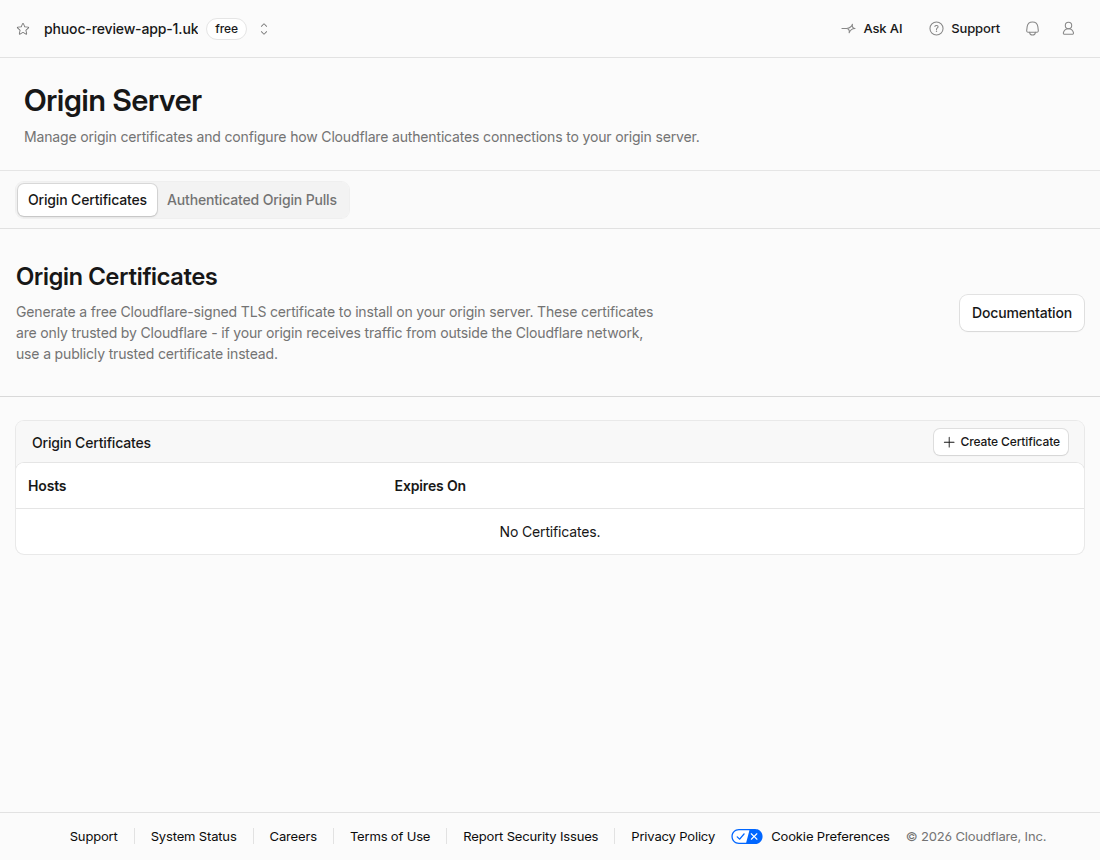 phuoc-review-app-1.uk free Ask AI Support
Origin Server
Manage origin certificates and configure how Cloudflare authenticates connections to your origin server.
Origin Certificates Authenticated Origin Pulls
Origin Certificates
Generate a free Cloudflare-signed TLS certificate to install on your origin server. These certificates
are only trusted by Cloudflare - if your origin receives traffic from outside the Cloudflare network,
use a publicly trusted certificate instead.
Documentation
Origin Certificates Create Certificate
Hosts Expires On
No Certificates.
Support System Status Careers Terms of Use Report Security Issues Privacy Policy Cookie Preferences © 2026 Cloudflare, Inc.